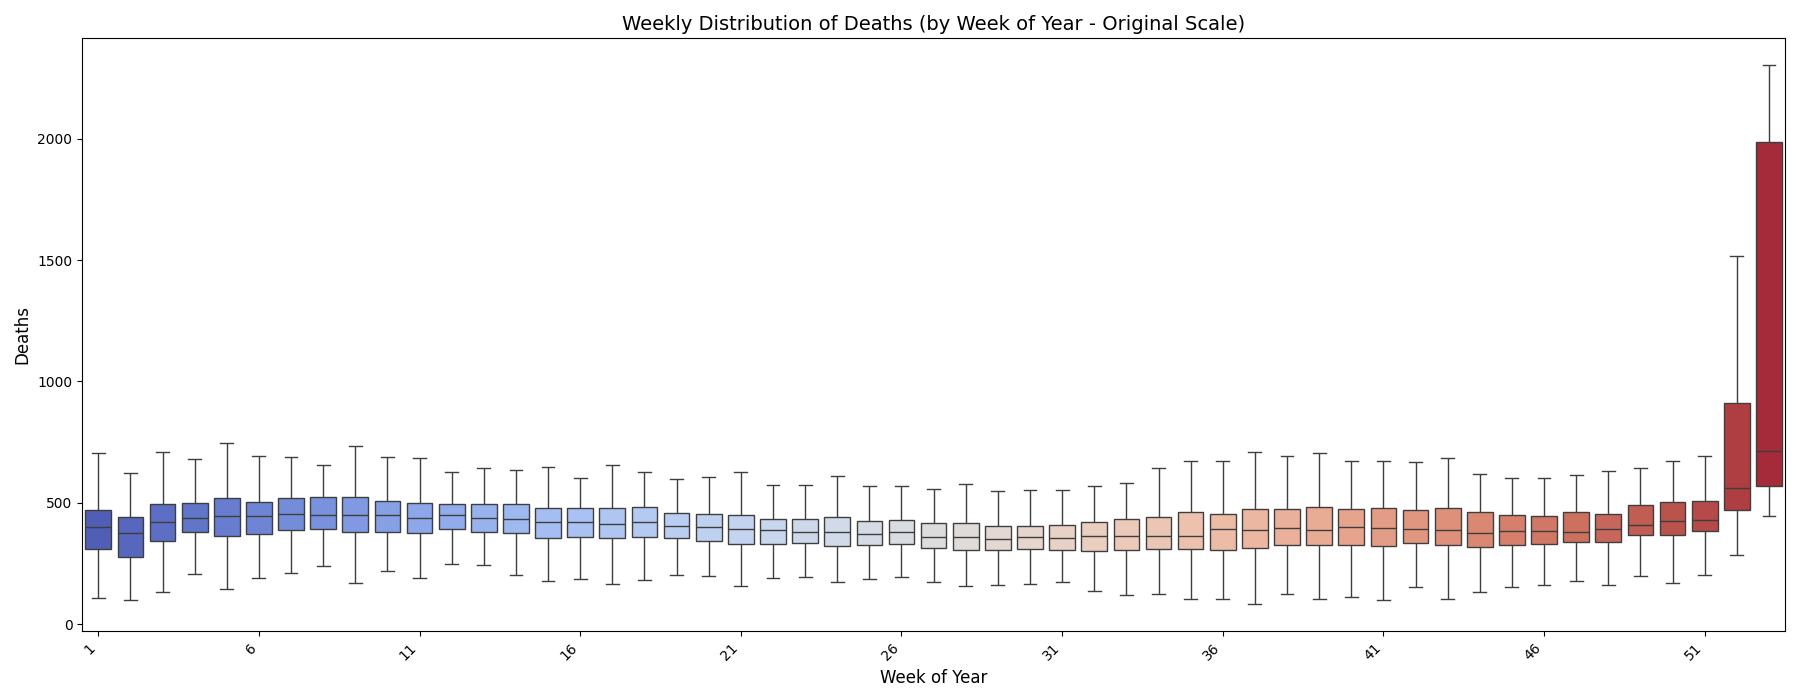 Weekly Distribution of Deaths (by Week of Year - Original Scale)
Deaths
2000
1500
1000
500
0
1 6 11 16 21 26 31 36 41 46 51
Week of Year